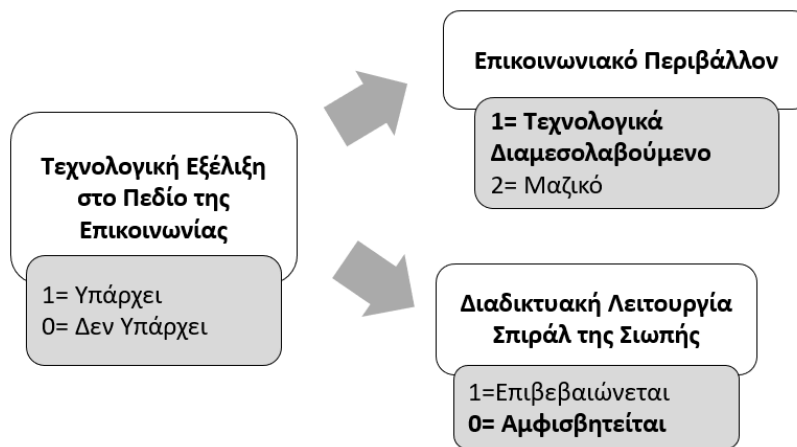 Τεχνολογική Εξέλιξη
στο Πεδίο της
Επικοινωνίας
1= Υπάρχει
0= Δεν Υπάρχει
Επικοινωνιακό Περιβάλλον
1= Τεχνολογικά
Διαμεσολαβούμενο
2= Μαζικό
Διαδικτυακή Λειτουργία
Σπιράλ της Σιωπής
1=Επιβεβαιώνεται
0= Αμφισβητείται